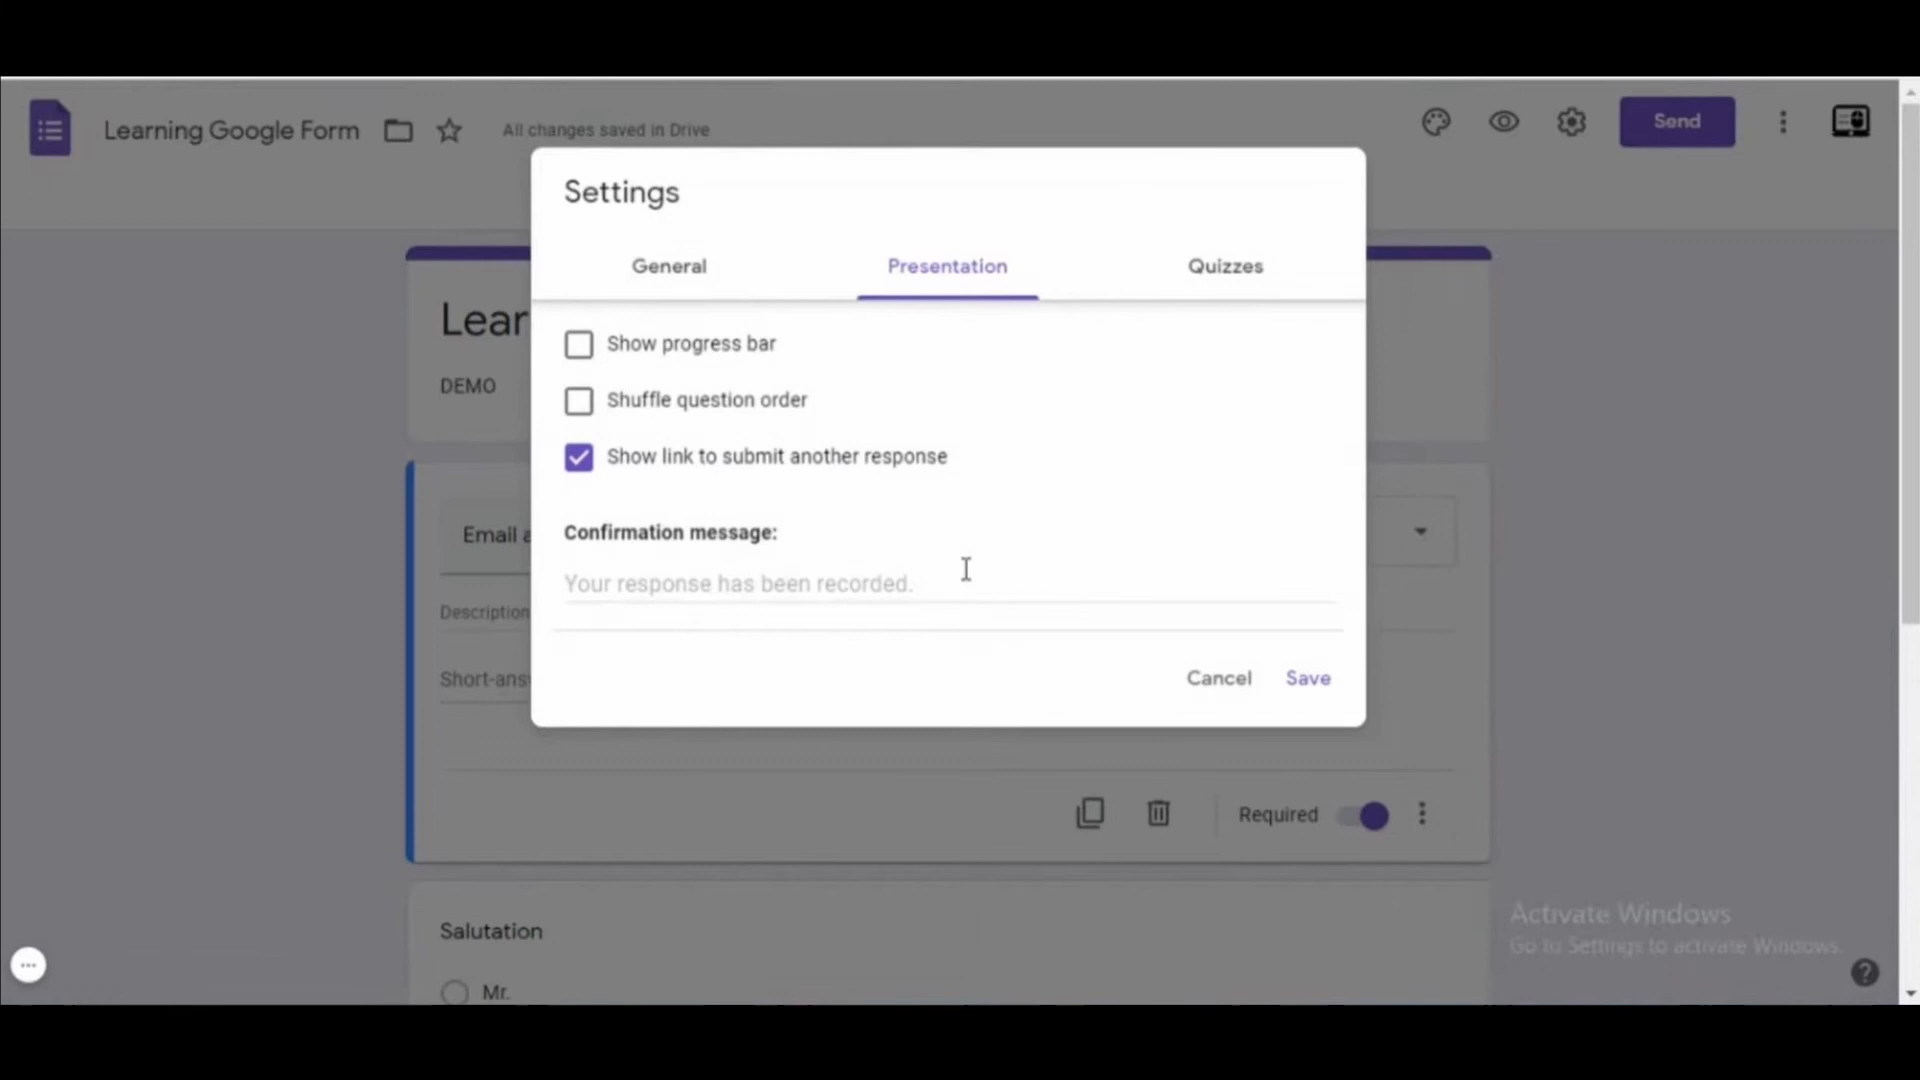 Learning Google Form
All changes saved in Drive
Send
Settings
General
Presentation
Quizzes
Lear
DEMO
Show progress bar
Shuffle question order
Show link to submit another response
Email a
Confirmation message:
Your response has been recorded.
Description
Short-ans
Cancel
Save
Required
Salutation
Mr.
Activate Windows
Go to Settings to activate Windows.